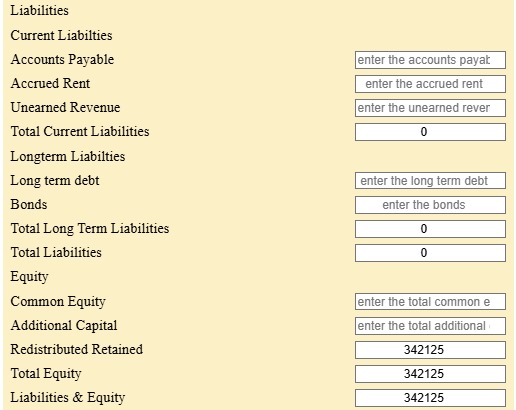 Liabilities
Current Liabilties
Accounts Payable enter the accounts payab
Accrued Rent enter the accrued rent
Unearned Revenue enter the unearned rever
Total Current Liabilities 0
Longterm Liabilties
Long term debt enter the long term debt
Bonds enter the bonds
Total Long Term Liabilities 0
Total Liabilities 0
Equity
Common Equity enter the total common e
Additional Capital enter the total additional
Redistributed Retained 342125
Total Equity 342125
Liabilities & Equity 342125